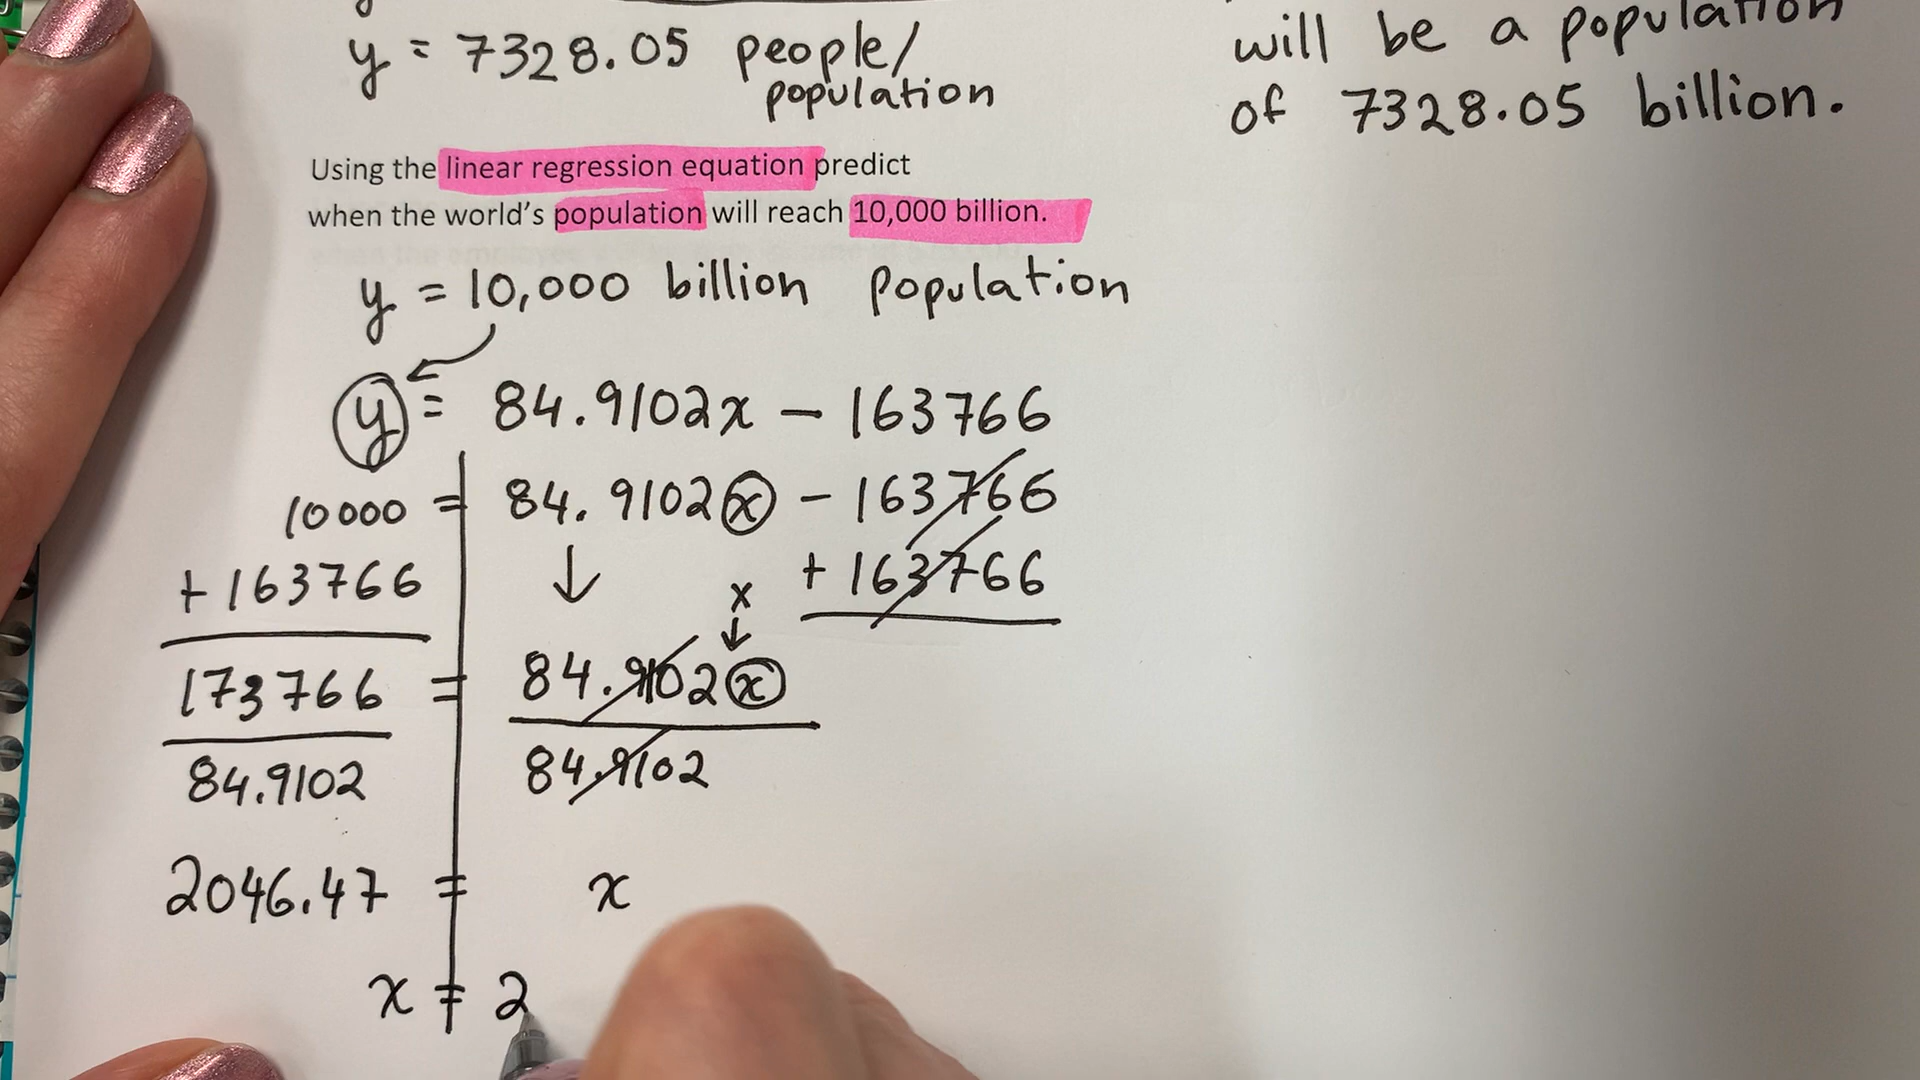 y = 7328.05 people/
population
will be a population
of 7328.05 billion.
Using the linear regression equation predict
when the world's population will reach 10,000 billion.
y = 10,000 billion population
y = 84.9102x - 163766
10000 = 84.9102x - 163766
+ 163766 ↓ + 163766
x
↓
173766 = 84.9102x
84.9102 84.9102
2046.47 = x
x = 2